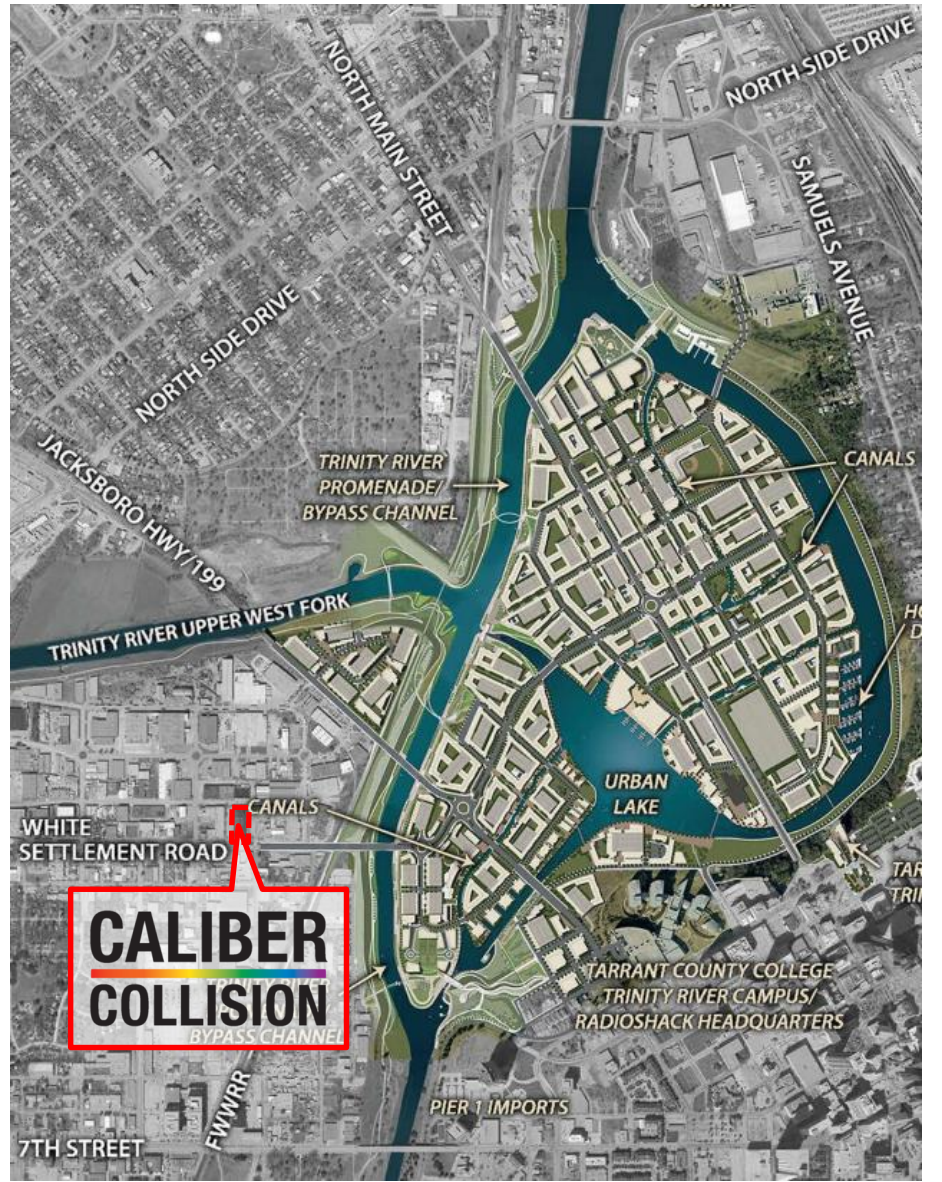 NORTH SIDE DRIVE
NORTH MAIN STREET
SAMUELS AVENUE
NORTH SIDE DRIVE
JACKSBORO HWY/199
TRINITY RIVER
PROMENADE/
BYPASS CHANNEL
CANALS
TRINITY RIVER UPPER WEST FORK
URBAN
LAKE
CANALS
WHITE
SETTLEMENT ROAD
CALIBER
COLLISION
TRINITY RIVER
BYPASS CHANNEL
TARRANT COUNTY COLLEGE
TRINITY RIVER CAMPUS/
RADIOSHACK HEADQUARTERS
PIER 1 IMPORTS
FWWRR
7TH STREET